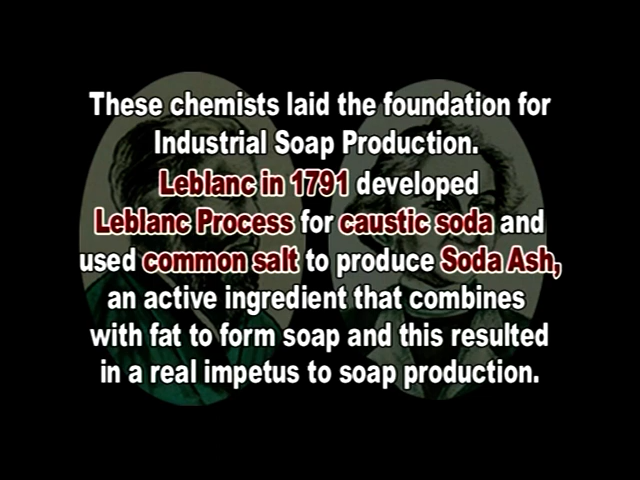 These chemists laid the foundation for
Industrial Soap Production.
Leblanc in 1791 developed
Leblanc Process for caustic soda and
used common salt to produce Soda Ash,
an active ingredient that combines
with fat to form soap and this resulted
in a real impetus to soap production.